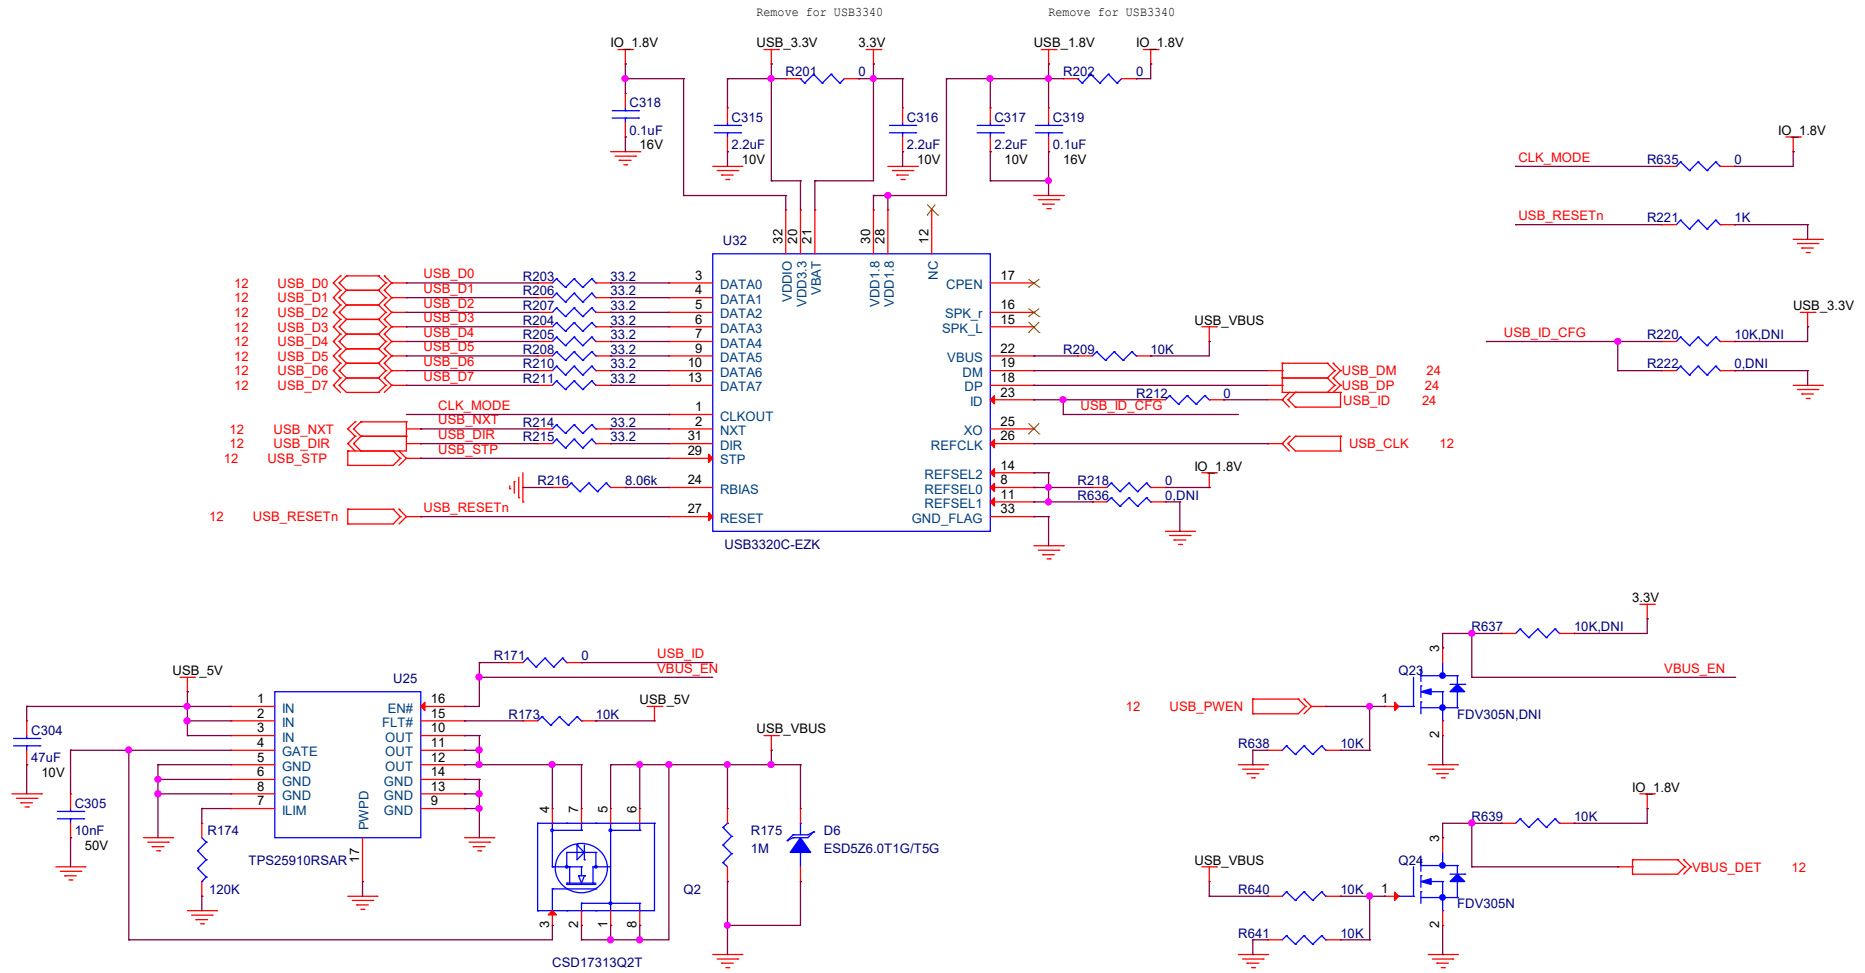 Remove for USB3340 Remove for USB3340
IO_1.8V USB_3.3V 3.3V USB_1.8V IO_1.8V
R201 0 R202 0
C318 0.1uF 16V
C315 2.2uF 10V
C316 2.2uF 10V
C317 2.2uF 10V
C319 0.1uF 16V
IO_1.8V
CLK_MODE R635 0
USB_RESETn R221 1K
U32
32 20 21 30 28 12
VDDIO VDD3.3 VBAT VDD1.8 VDD1.8 NC
12 USB_D0 USB_D0 R203 33.2 3 DATA0
12 USB_D1 USB_D1 R206 33.2 4 DATA1
12 USB_D2 USB_D2 R207 33.2 5 DATA2
12 USB_D3 USB_D3 R204 33.2 6 DATA3
12 USB_D4 USB_D4 R205 33.2 7 DATA4
12 USB_D5 USB_D5 R208 33.2 9 DATA5
12 USB_D6 USB_D6 R210 33.2 10 DATA6
12 USB_D7 USB_D7 R211 33.2 13 DATA7
CLK_MODE 1 CLKOUT
12 USB_NXT USB_NXT R214 33.2 2 NXT
12 USB_DIR USB_DIR R215 33.2 31 DIR
12 USB_STP USB_STP 29 STP
R216 8.06k 24 RBIAS
12 USB_RESETn USB_RESETn 27 RESET
CPEN 17
SPK_r 16
SPK_L 15
USB_VBUS
VBUS 22 R209 10K
DM 19 USB_DM 24
DP 18 USB_DP 24
ID 23 R212 0 USB_ID 24
USB_ID_CFG
XO 25
REFCLK 26 USB_CLK 12
IO_1.8V
REFSEL2 14
REFSEL0 8 R218 0
REFSEL1 11 R636 0,DNI
GND_FLAG 33
USB3320C-EZK
USB_3.3V
USB_ID_CFG R220 10K,DNI
R222 0,DNI
USB_5V
U25
R171 0 USB_ID
VBUS_EN
1 IN EN# 16
2 IN FLT# 15 R173 10K USB_5V
3 IN OUT 10
4 GATE OUT 11
5 GND OUT 12
6 GND GND 14
8 GND GND 13
7 ILIM GND 9
PWPD 17
TPS25910RSAR
C304 47uF 10V
C305 10nF 50V
R174 120K
USB_VBUS
4 7 5 6
3 2 1 8
Q2
CSD17313Q2T
R175 1M
D6 ESD5Z6.0T1G/T5G
3.3V
R637 10K,DNI
3
Q23 VBUS_EN
12 USB_PWEN 1
FDV305N,DNI
R638 10K 2
IO_1.8V
R639 10K
3
USB_VBUS Q24 VBUS_DET 12
R640 10K 1
FDV305N
R641 10K 2